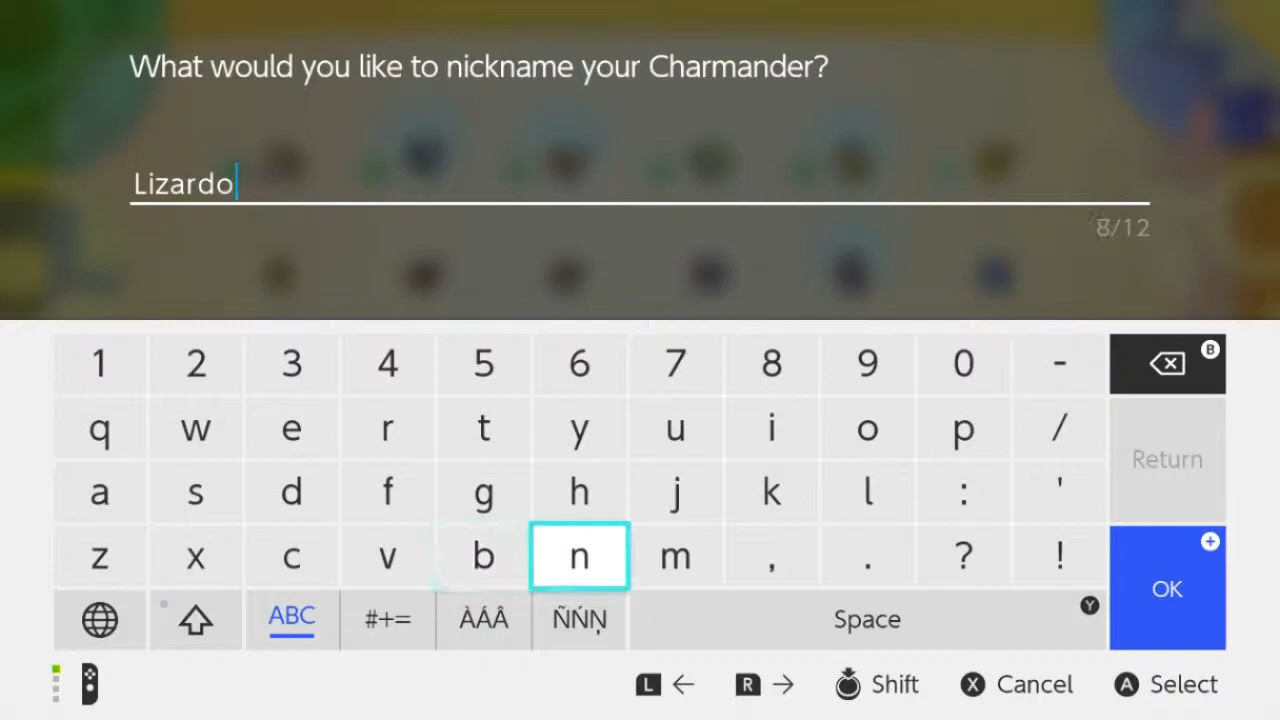 What would you like to nickname your Charmander?
Lizardo
8/12
1 2 3 4 5 6 7 8 9 0 - B
q w e r t y u i o p /
Return
a s d f g h j k l : '
z x c v b n m , . ? ! +
OK
ABC #+= ÀÁÂ ÑŃŅ Space Y
L ← R → Shift X Cancel A Select